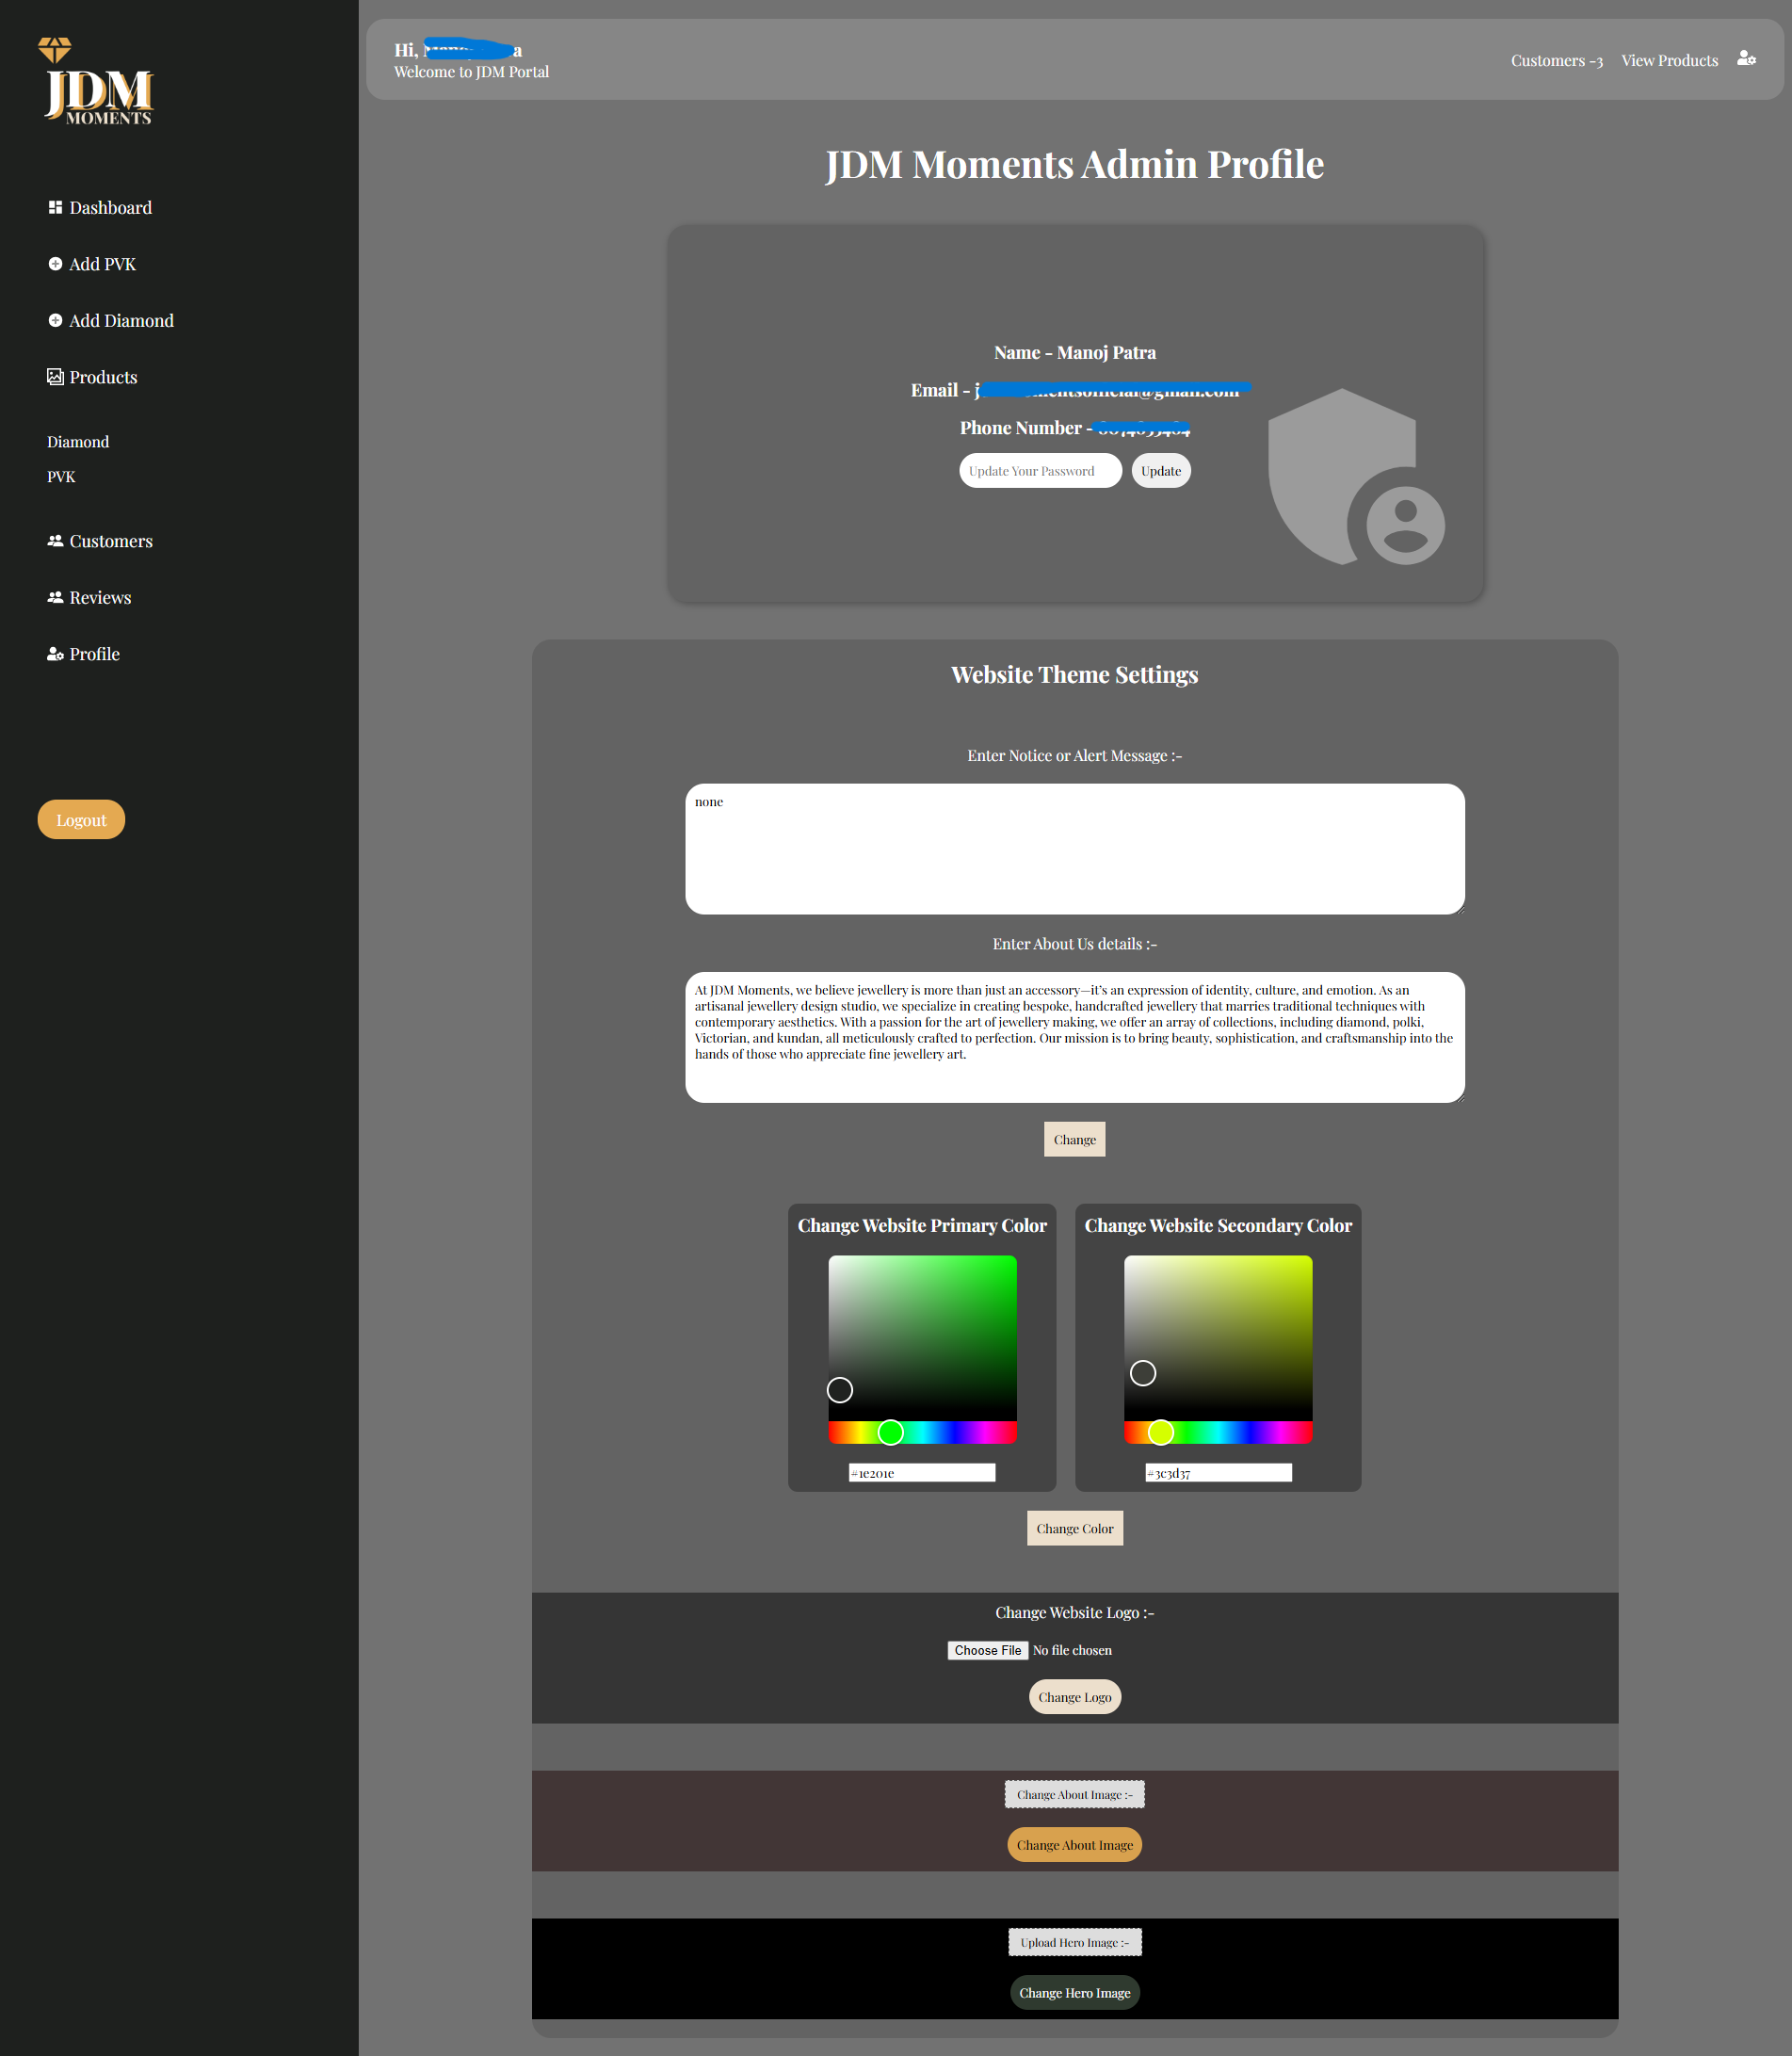 JDM
MOMENTS
Dashboard
Add PVK
Add Diamond
Products
Diamond
PVK
Customers
Reviews
Profile
Logout
Hi,
Welcome to JDM Portal
Customers -3
View Products
JDM Moments Admin Profile
Name - Manoj Patra
Email -
Phone Number -
Update Your Password
Update
Website Theme Settings
Enter Notice or Alert Message :-
none
Enter About Us details :-
At JDM Moments, we believe jewellery is more than just an accessory—it's an expression of identity, culture, and emotion. As an
artisanal jewellery design studio, we specialize in creating bespoke, handcrafted jewellery that marries traditional techniques with
contemporary aesthetics. With a passion for the art of jewellery making, we offer an array of collections, including diamond, polki,
Victorian, and kundan, all meticulously crafted to perfection. Our mission is to bring beauty, sophistication, and craftsmanship into the
hands of those who appreciate fine jewellery art.
Change
Change Website Primary Color
#1e201e
Change Website Secondary Color
#3c3d37
Change Color
Change Website Logo :-
Choose File No file chosen
Change Logo
Change About Image :-
Change About Image
Upload Hero Image :-
Change Hero Image